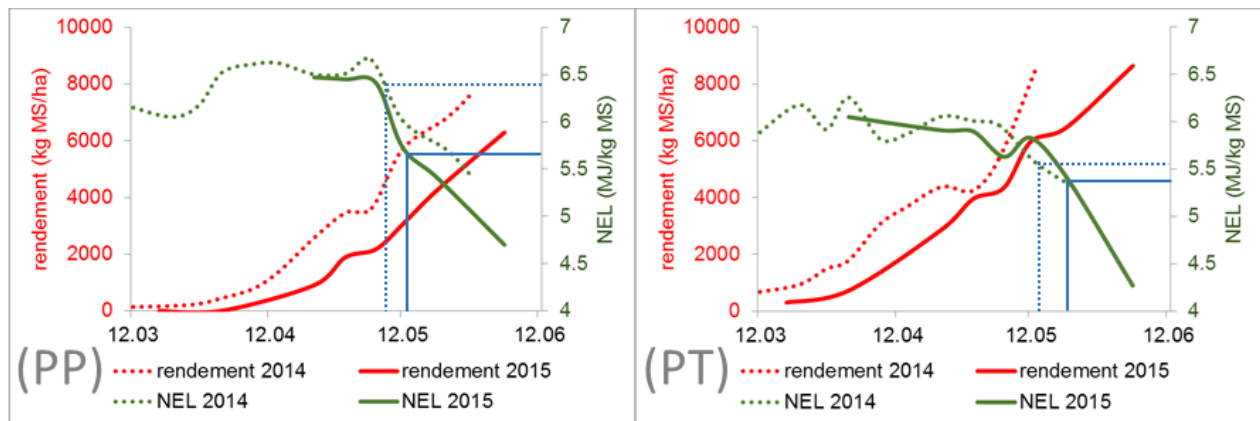 10000
8000
6000
4000
2000
0
rendement (kg MS/ha)
7
6.5
6
5.5
5
4.5
4
NEL (MJ/kg MS)
12.03 12.04 12.05 12.06
(PP)
rendement 2014 rendement 2015
NEL 2014 NEL 2015
10000
8000
6000
4000
2000
0
rendement (kg MS/ha)
7
6.5
6
5.5
5
4.5
4
NEL (MJ/kg MS)
12.03 12.04 12.05 12.06
(PT)
rendement 2014 rendement 2015
NEL 2014 NEL 2015